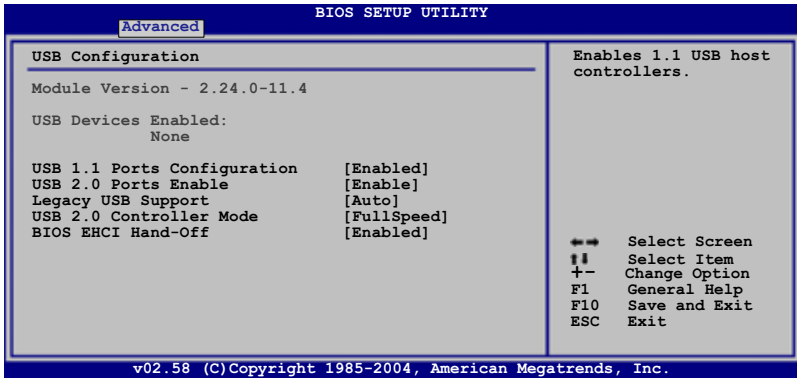 BIOS SETUP UTILITY
Advanced
USB Configuration
Module Version - 2.24.0-11.4
USB Devices Enabled:
None
USB 1.1 Ports Configuration [Enabled]
USB 2.0 Ports Enable [Enable]
Legacy USB Support [Auto]
USB 2.0 Controller Mode [FullSpeed]
BIOS EHCI Hand-Off [Enabled]
Enables 1.1 USB host
controllers.
←→ Select Screen
↑↓ Select Item
+- Change Option
F1 General Help
F10 Save and Exit
ESC Exit
v02.58 (C)Copyright 1985-2004, American Megatrends, Inc.